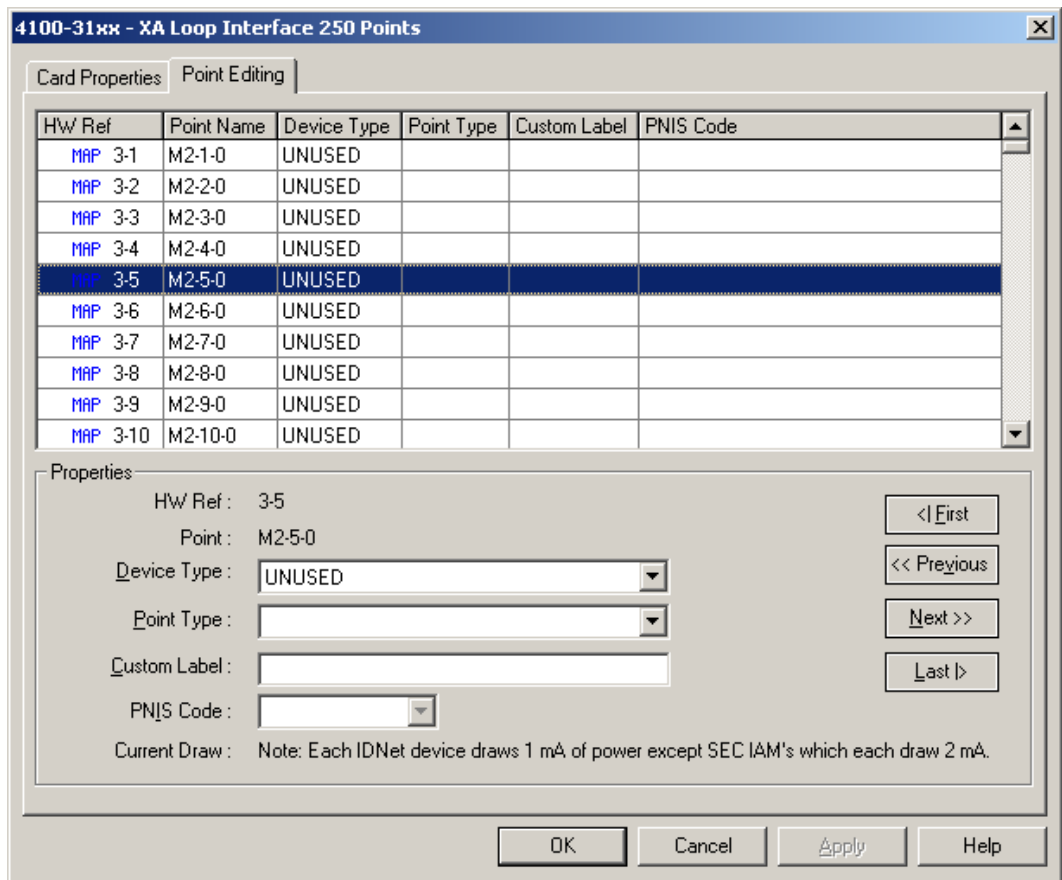 4100-31xx - XA Loop Interface 250 Points
Card Properties Point Editing
HW Ref Point Name Device Type Point Type Custom Label PNIS Code
MAP 3-1 M2-1-0 UNUSED
MAP 3-2 M2-2-0 UNUSED
MAP 3-3 M2-3-0 UNUSED
MAP 3-4 M2-4-0 UNUSED
MAP 3-5 M2-5-0 UNUSED
MAP 3-6 M2-6-0 UNUSED
MAP 3-7 M2-7-0 UNUSED
MAP 3-8 M2-8-0 UNUSED
MAP 3-9 M2-9-0 UNUSED
MAP 3-10 M2-10-0 UNUSED
Properties
HW Ref : 3-5
Point : M2-5-0
Device Type : UNUSED
Point Type :
Custom Label :
PNIS Code :
Current Draw : Note: Each IDNet device draws 1 mA of power except SEC IAM's which each draw 2 mA.
<| First
<< Previous
Next >>
Last |>
OK Cancel Apply Help